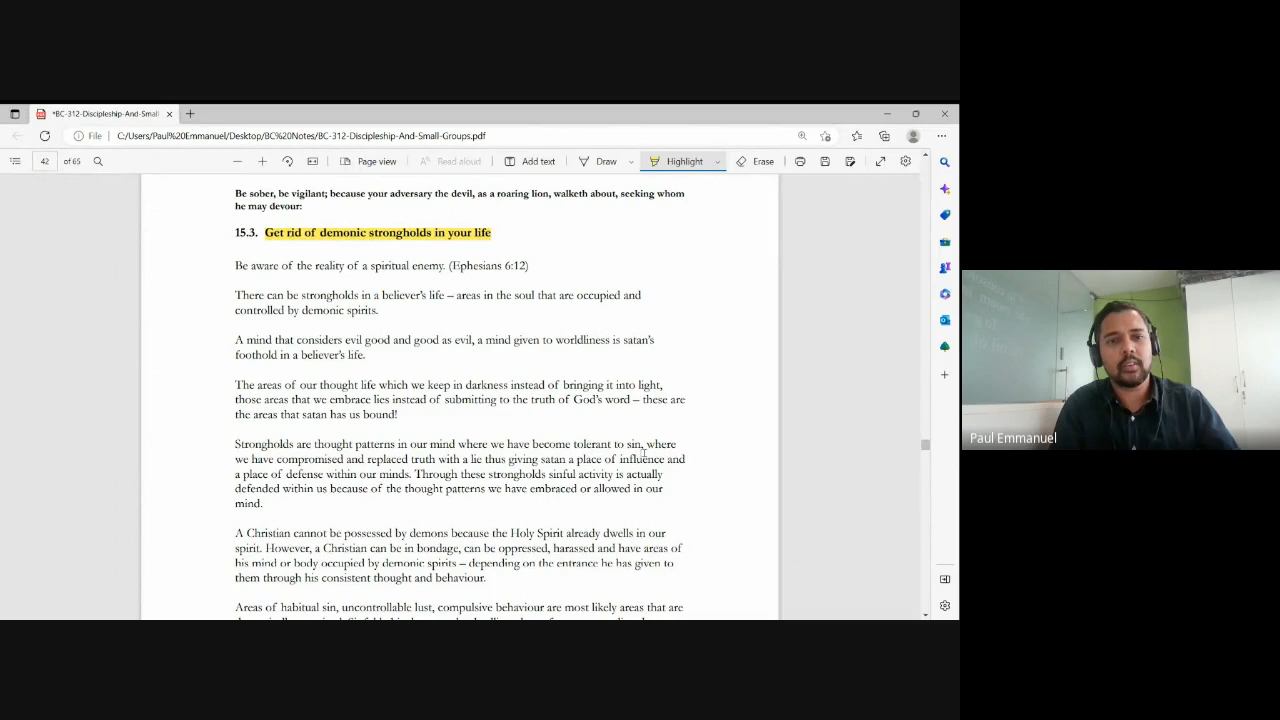 *BC-312-Discipleship-And-Small
File
C:/Users/Paul%20Emmanuel/Desktop/BC%20Notes/BC-312-Discipleship-And-Small-Groups.pdf
42 of 65
Page view
Read aloud
Add text
Draw
Highlight
Erase
Be sober, be vigilant; because your adversary the devil, as a roaring lion, walketh about, seeking whom
he may devour:
15.3. Get rid of demonic strongholds in your life
Be aware of the reality of a spiritual enemy. (Ephesians 6:12)
There can be strongholds in a believer's life – areas in the soul that are occupied and
controlled by demonic spirits.
A mind that considers evil good and good as evil, a mind given to worldliness is satan's
foothold in a believer's life.
The areas of our thought life which we keep in darkness instead of bringing it into light,
those areas that we embrace lies instead of submitting to the truth of God's word – these are
the areas that satan has us bound!
Strongholds are thought patterns in our mind where we have become tolerant to sin, where
we have compromised and replaced truth with a lie thus giving satan a place of influence and
a place of defense within our minds. Through these strongholds sinful activity is actually
defended within us because of the thought patterns we have embraced or allowed in our
mind.
A Christian cannot be possessed by demons because the Holy Spirit already dwells in our
spirit. However, a Christian can be in bondage, can be oppressed, harassed and have areas of
his mind or body occupied by demonic spirits – depending on the entrance he has given to
them through his consistent thought and behaviour.
Areas of habitual sin, uncontrollable lust, compulsive behaviour are most likely areas that are
Paul Emmanuel